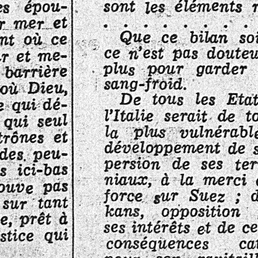 es épou-
r mer et
nt où ce
r et me-
barrière
où Dieu,
e qui dé-
qui seul
trônes et
des peu-
s ici-bas
ouve pas
sur tant
e, prêt à
stice qui
sont les éléments
Que ce bilan soi
ce n'est pas douteu
plus pour garder
sang-froid.
De tous les Etat
l'Italie serait de to
la plus vulnérabl
développement de s
persion de ses ter
niaux, à la merci
force sur Suez ; d
kans, opposition
ses intérêts et de ce
conséquences cat